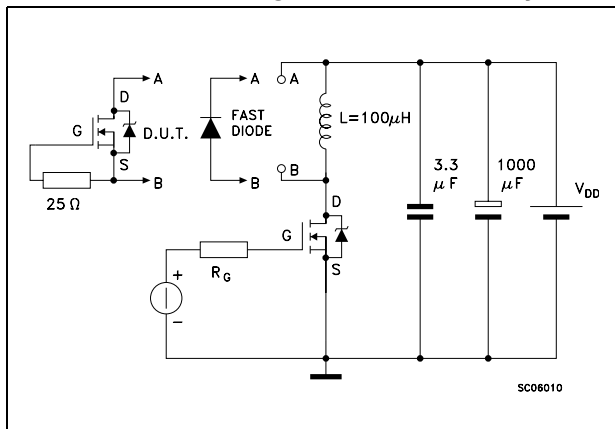 A
A
A
D
FAST
DIODE
L=100μH
G
D.U.T.
S
3.3
μF
1000
μF
B
B
B
V_DD
25 Ω
D
G
R_G
S
+
-
SC06010